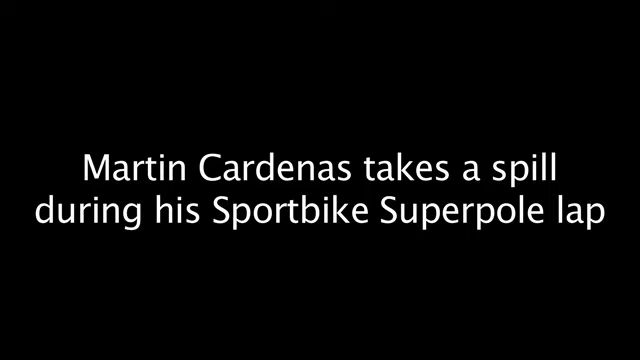 Martin Cardenas takes a spill
during his Sportbike Superpole lap